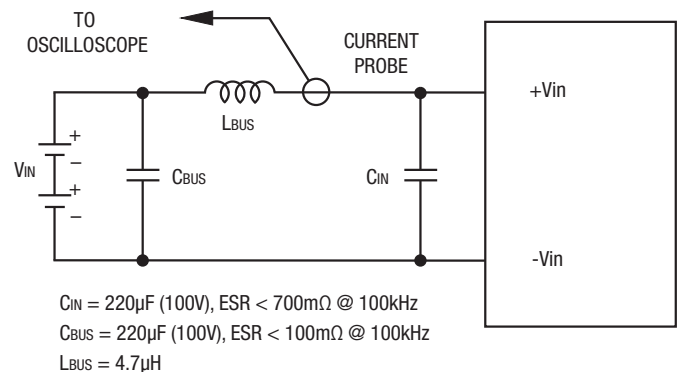 TO
OSCILLOSCOPE
CURRENT
PROBE
+Vin
LBUS
+
–
VIN
+
–
CBUS
CIN
-Vin
CIN = 220µF (100V), ESR < 700mΩ @ 100kHz
CBUS = 220µF (100V), ESR < 100mΩ @ 100kHz
LBUS = 4.7µH